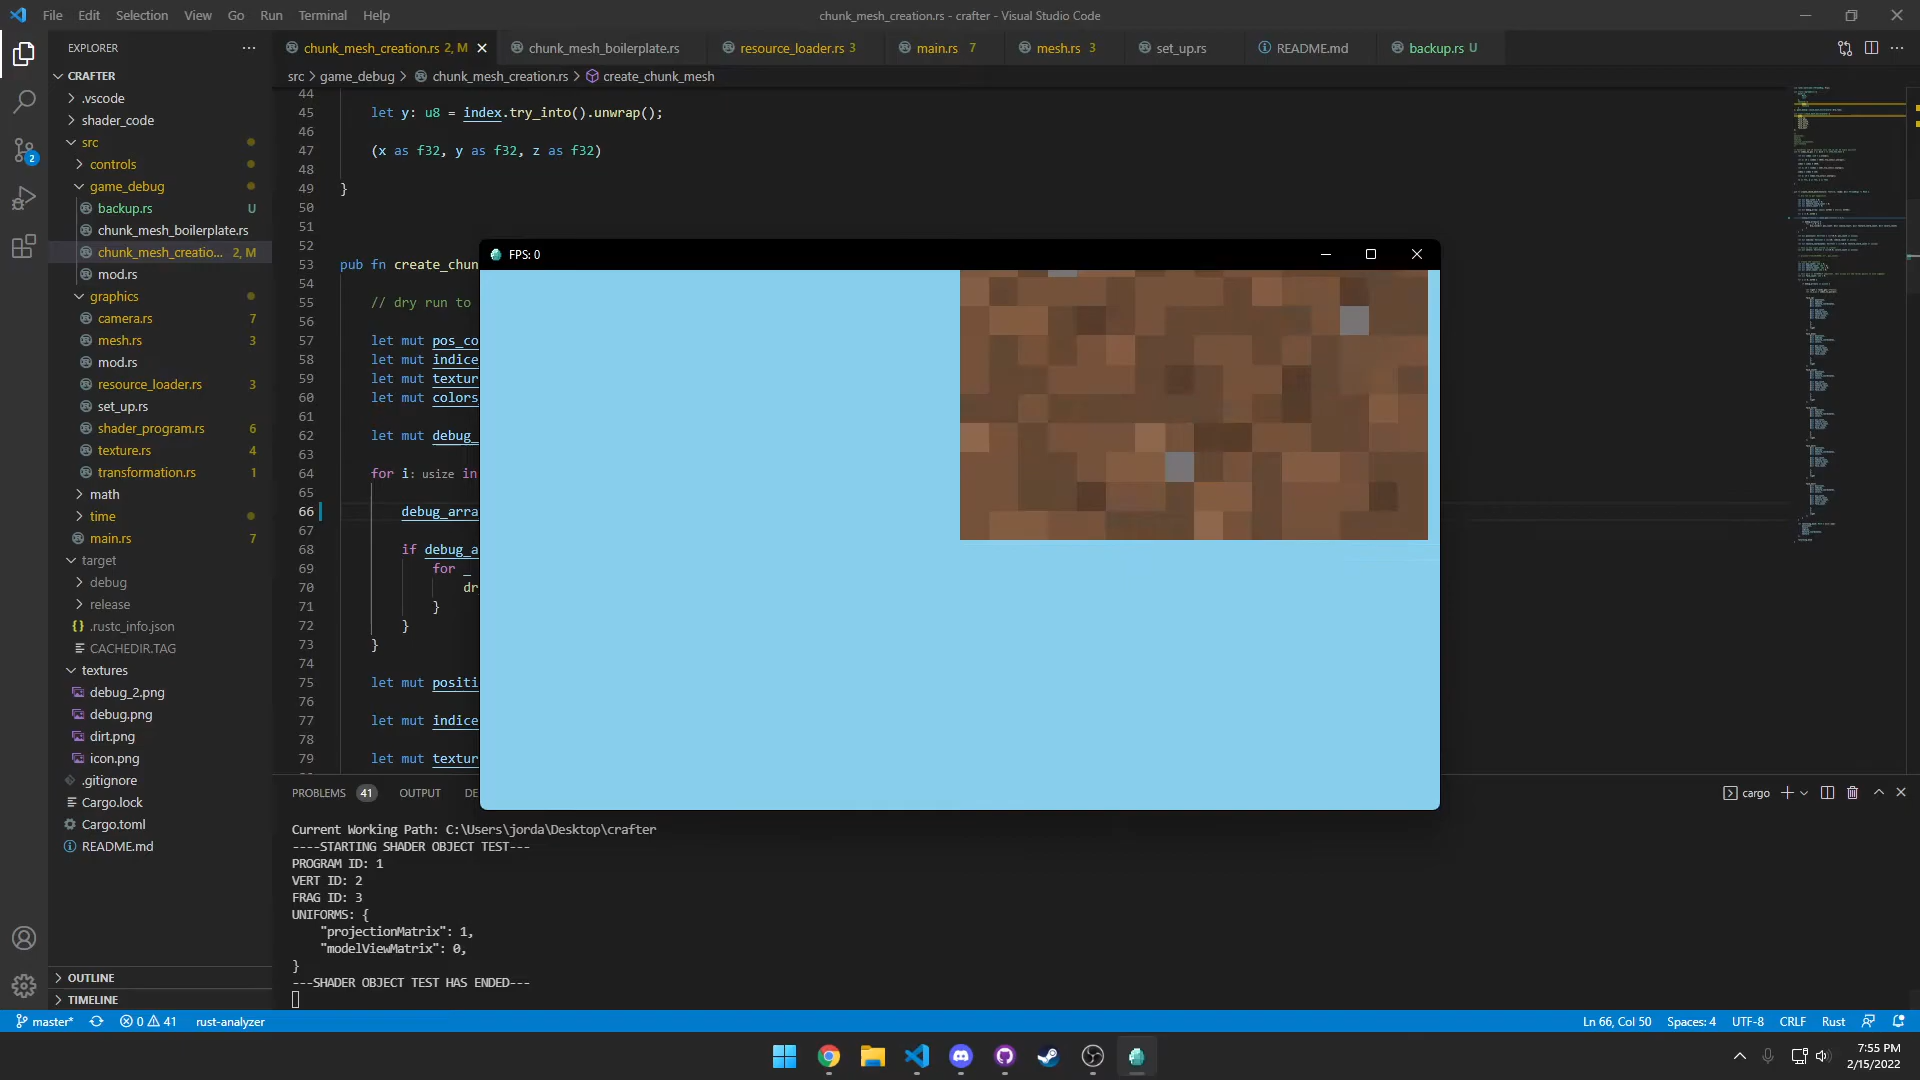 File Edit Selection View Go Run Terminal Help
chunk_mesh_creation.rs - crafter - Visual Studio Code
EXPLORER
chunk_mesh_creation.rs 2, M
chunk_mesh_boilerplate.rs
resource_loader.rs 3
main.rs 7
mesh.rs 3
set_up.rs
README.md
backup.rs U
src > game_debug > chunk_mesh_creation.rs > create_chunk_mesh
CRAFTER
.vscode
shader_code
src
controls
game_debug
backup.rs U
chunk_mesh_boilerplate.rs
chunk_mesh_creatio... 2, M
mod.rs
graphics
camera.rs 7
mesh.rs 3
mod.rs
resource_loader.rs 3
set_up.rs
shader_program.rs 6
texture.rs 4
transformation.rs 1
math
time
main.rs 7
target
debug
release
.rustc_info.json
CACHEDIR.TAG
textures
debug_2.png
debug.png
dirt.png
icon.png
.gitignore
Cargo.lock
Cargo.toml
README.md
OUTLINE
TIMELINE
44
45 let y: u8 = index.try_into().unwrap();
46
47 (x as f32, y as f32, z as f32)
48
49 }
50
51
52
53 pub fn create_chun
54
55 // dry run to
56
57 let mut pos_co
58 let mut indice
59 let mut textur
60 let mut colors
61
62 let mut debug_
63
64 for i: usize in
65
66 debug_arra
67
68 if debug_a
69 for _
70 dr
71 }
72 }
73 }
74
75 let mut positi
76
77 let mut indice
78
79 let mut textur
FPS: 0
PROBLEMS 41 OUTPUT DE
cargo
Current Working Path: C:\Users\jorda\Desktop\crafter
----STARTING SHADER OBJECT TEST---
PROGRAM ID: 1
VERT ID: 2
FRAG ID: 3
UNIFORMS: {
"projectionMatrix": 1,
"modelViewMatrix": 0,
}
---SHADER OBJECT TEST HAS ENDED---
2
master* 0 41 rust-analyzer
Ln 66, Col 50 Spaces: 4 UTF-8 CRLF Rust
7:55 PM
2/15/2022